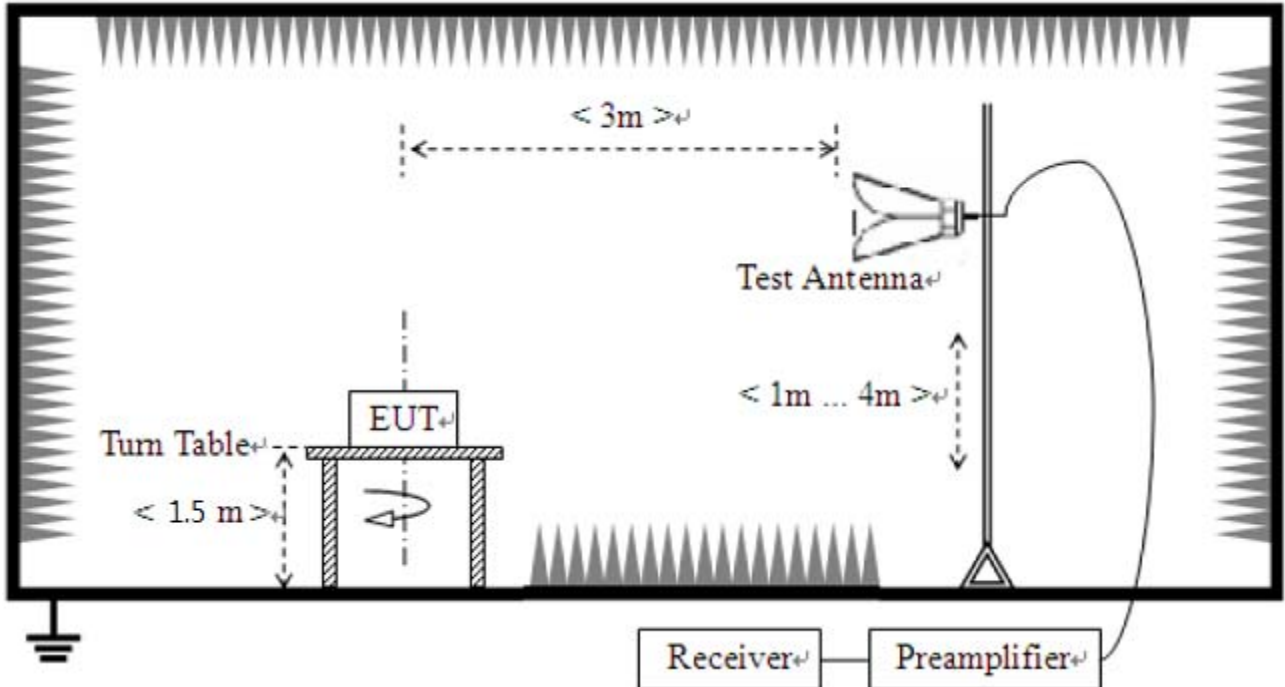 < 3m >↵
Test Antenna↵
< 1m ... 4m >↵
EUT↵
Turn Table↵
< 1.5 m >↵
Receiver↵
Preamplifier↵